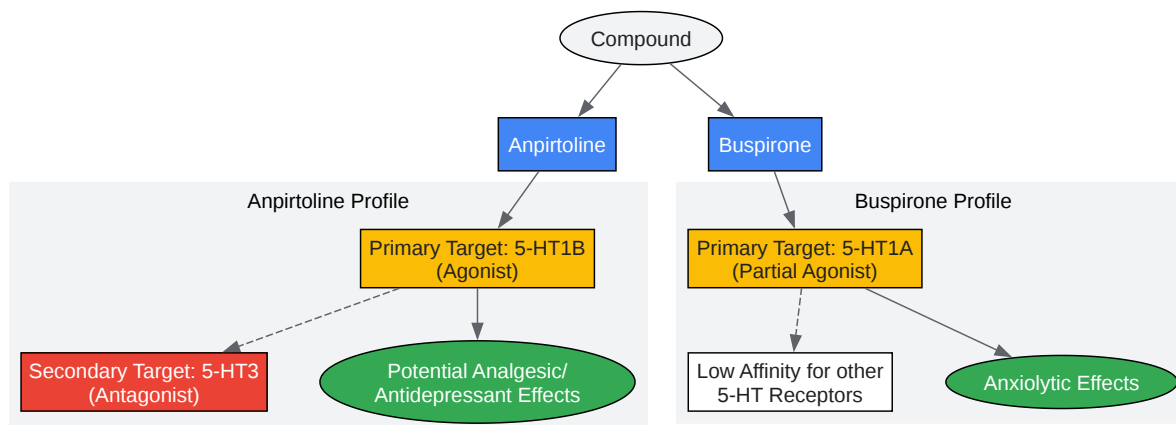 Compound
Anpirtoline
Buspirone
Anpirtoline Profile
Buspirone Profile
Primary Target: 5-HT1B
(Agonist)
Primary Target: 5-HT1A
(Partial Agonist)
Secondary Target: 5-HT3
(Antagonist)
Potential Analgesic/
Antidepressant Effects
Low Affinity for other
5-HT Receptors
Anxiolytic Effects